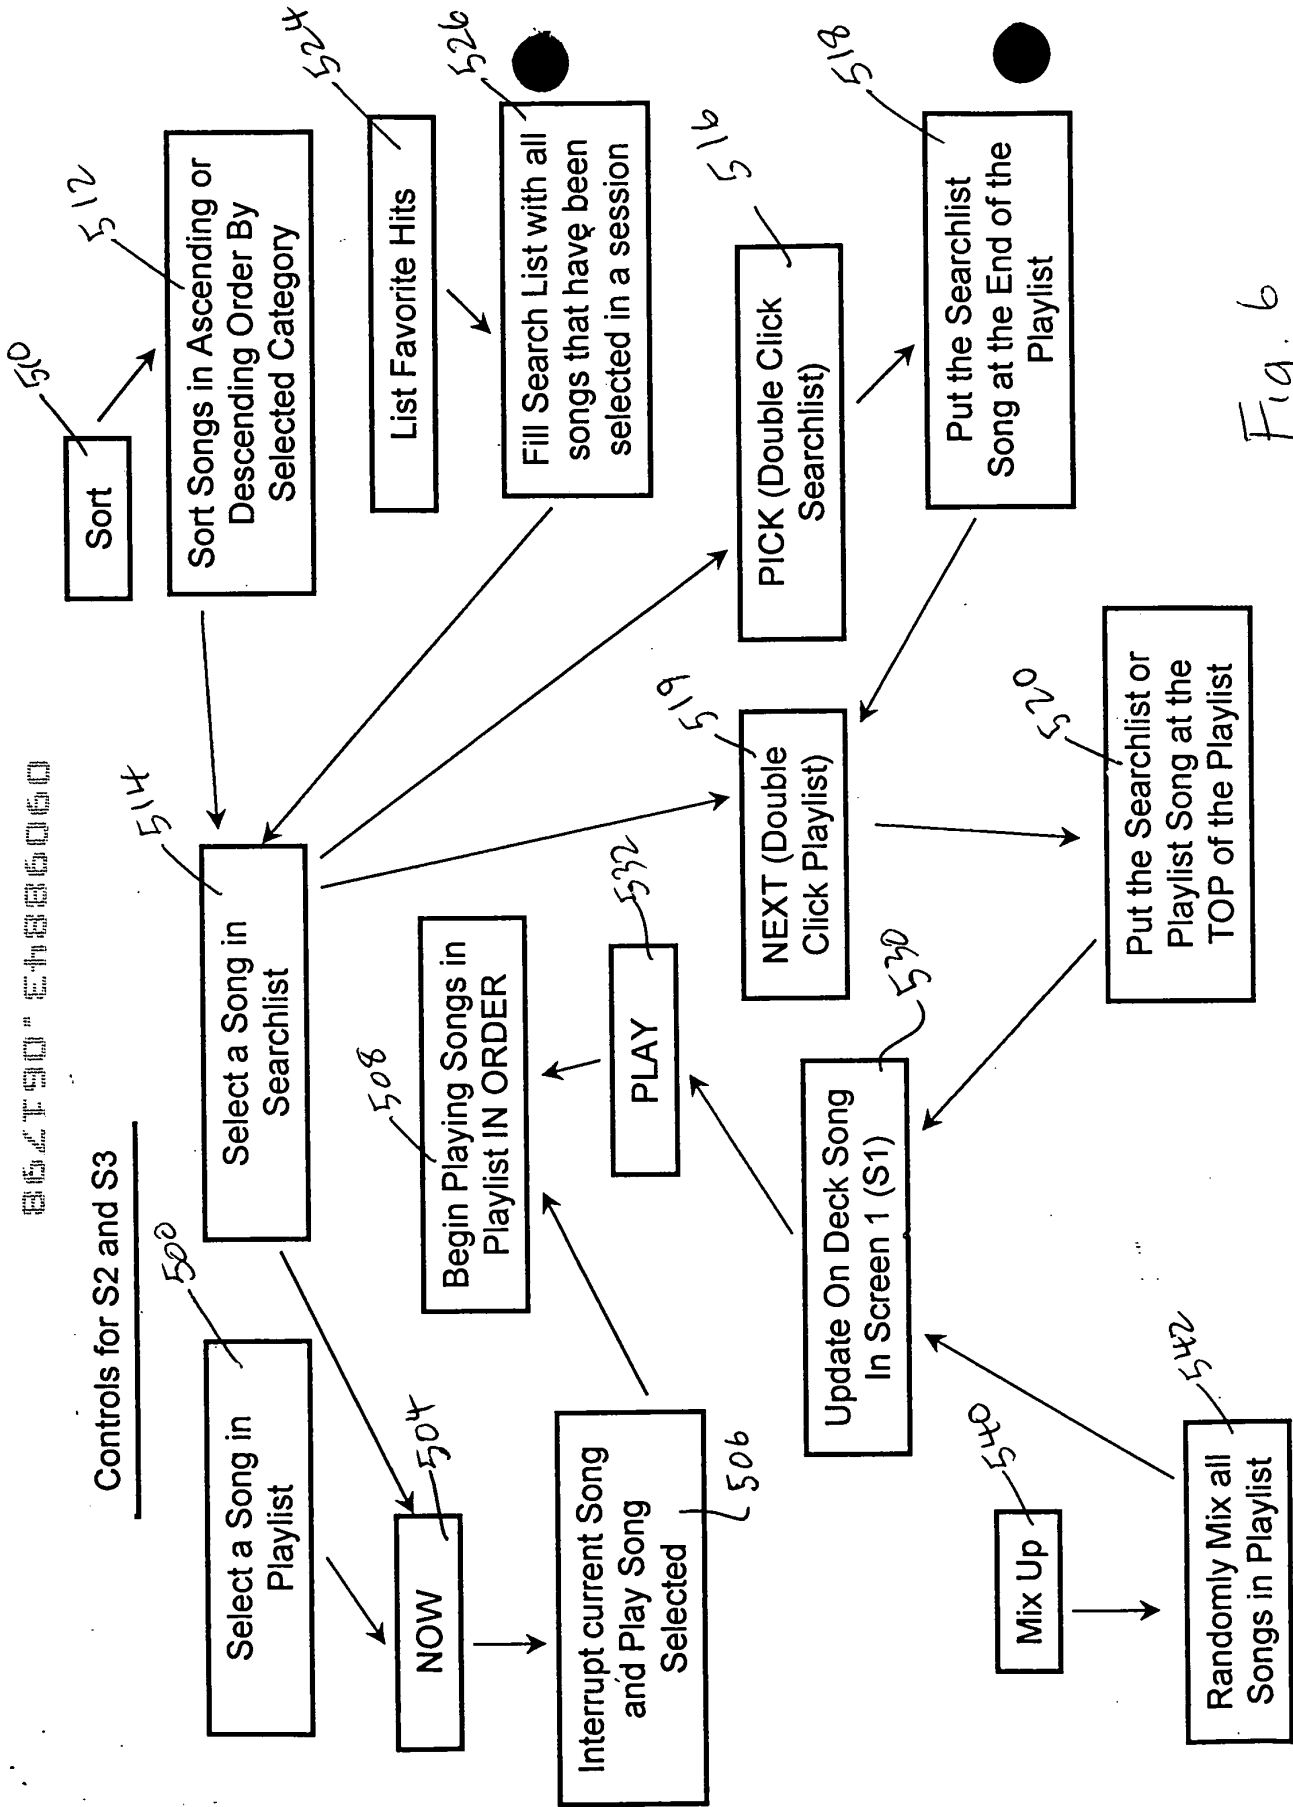 09098843.061798
Controls for S2 and S3
500
Select a Song in
Playlist
504
NOW
506
Interrupt current Song
and Play Song
Selected
514
Select a Song in
Searchlist
508
Begin Playing Songs in
Playlist IN ORDER
532
PLAY
530
Update On Deck Song
In Screen 1 (S1)
540
Mix Up
542
Randomly Mix all
Songs in Playlist
510
Sort
512
Sort Songs in Ascending or
Descending Order By
Selected Category
524
List Favorite Hits
526
Fill Search List with all
songs that have been
selected in a session
516
PICK (Double Click
Searchlist)
518
Put the Searchlist
Song at the End of the
Playlist
519
NEXT (Double
Click Playlist)
520
Put the Searchlist or
Playlist Song at the
TOP of the Playlist
Fig. 6